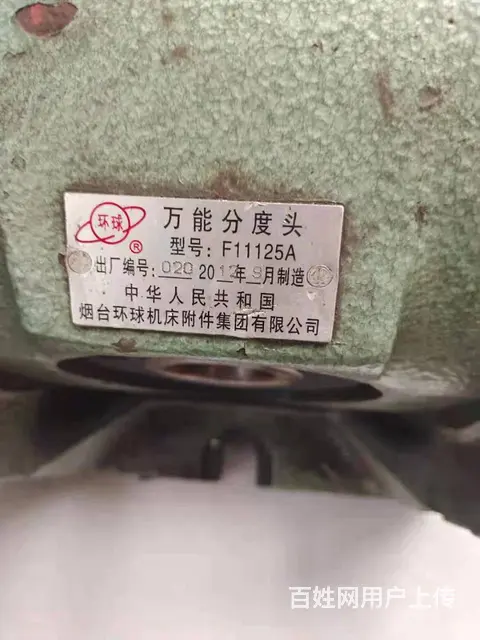 环球
®
万能分度头
型号：F11125A
出厂编号：020 2012年9月制造
中华人民共和国
烟台环球机床附件集团有限公司
百姓网用户上传